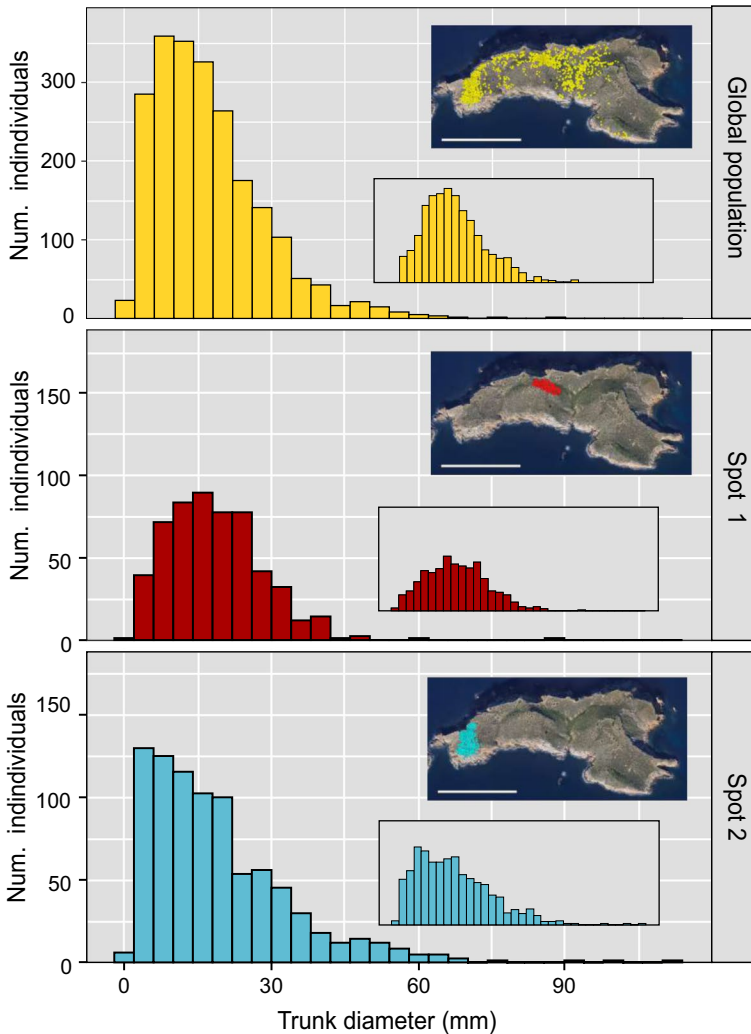 Num. indindividuals
300
200
100
0
Global population
Num. indindividuals
150
100
50
0
Spot 1
Num. indindividuals
150
100
50
0
Spot 2
0 30 60 90
Trunk diameter (mm)